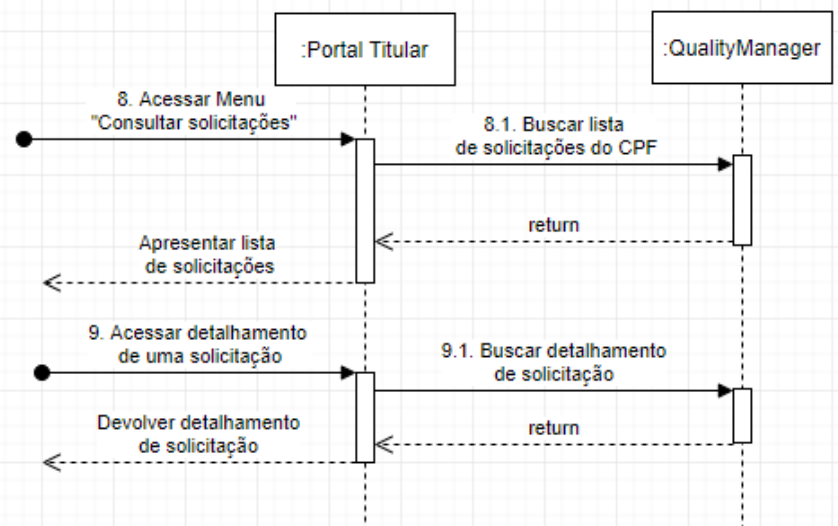 :Portal Titular
:QualityManager
8. Acessar Menu
"Consultar solicitações"
8.1. Buscar lista
de solicitações do CPF
return
Apresentar lista
de solicitações
9. Acessar detalhamento
de uma solicitação
9.1. Buscar detalhamento
de solicitação
return
Devolver detalhamento
de solicitação